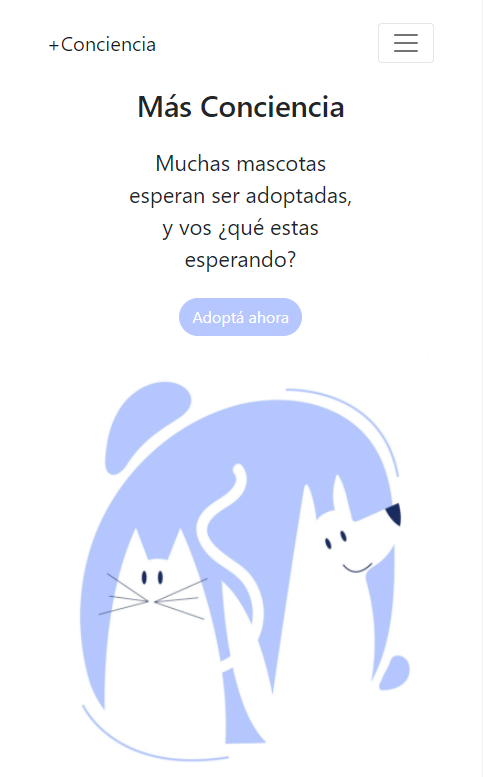 +Conciencia
Más Conciencia
Muchas mascotas
esperan ser adoptadas,
y vos ¿qué estas
esperando?
Adoptá ahora